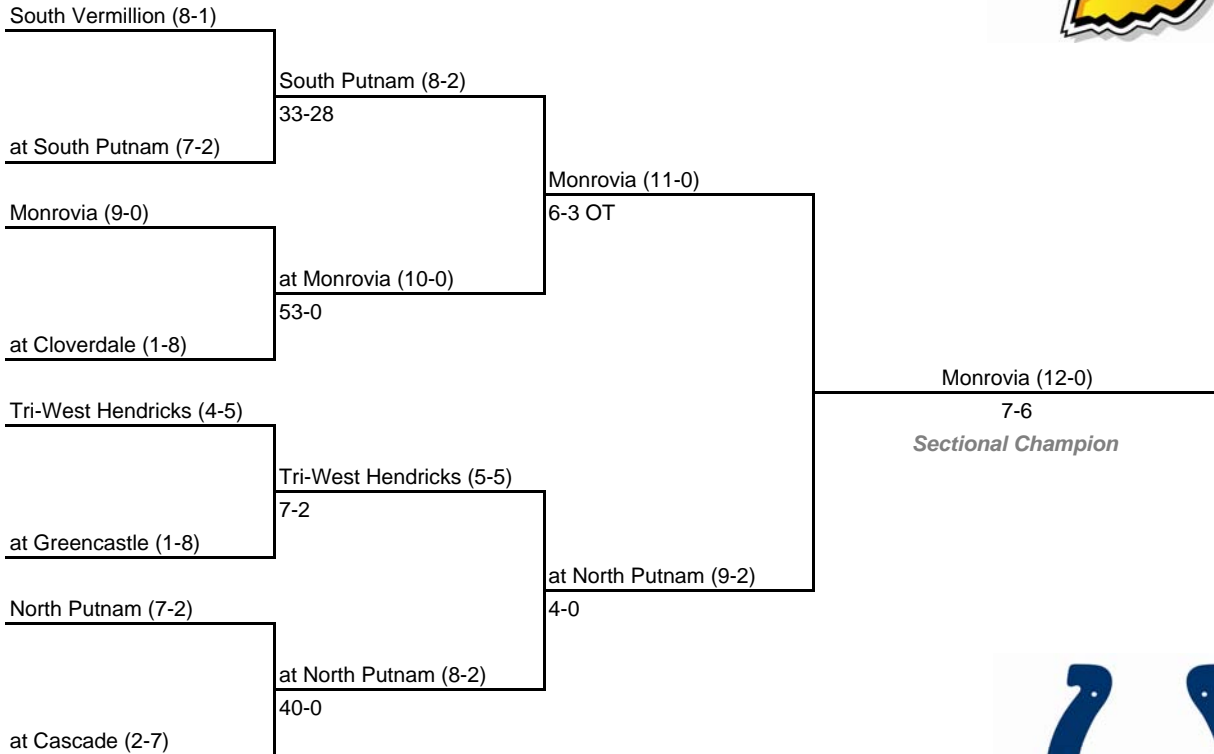 South Vermillion (8-1)
South Putnam (8-2)
33-28
at South Putnam (7-2)
Monrovia (11-0)
6-3 OT
Monrovia (9-0)
at Monrovia (10-0)
53-0
at Cloverdale (1-8)
Monrovia (12-0)
7-6
Sectional Champion
Tri-West Hendricks (4-5)
Tri-West Hendricks (5-5)
7-2
at Greencastle (1-8)
at North Putnam (9-2)
4-0
North Putnam (7-2)
at North Putnam (8-2)
40-0
at Cascade (2-7)